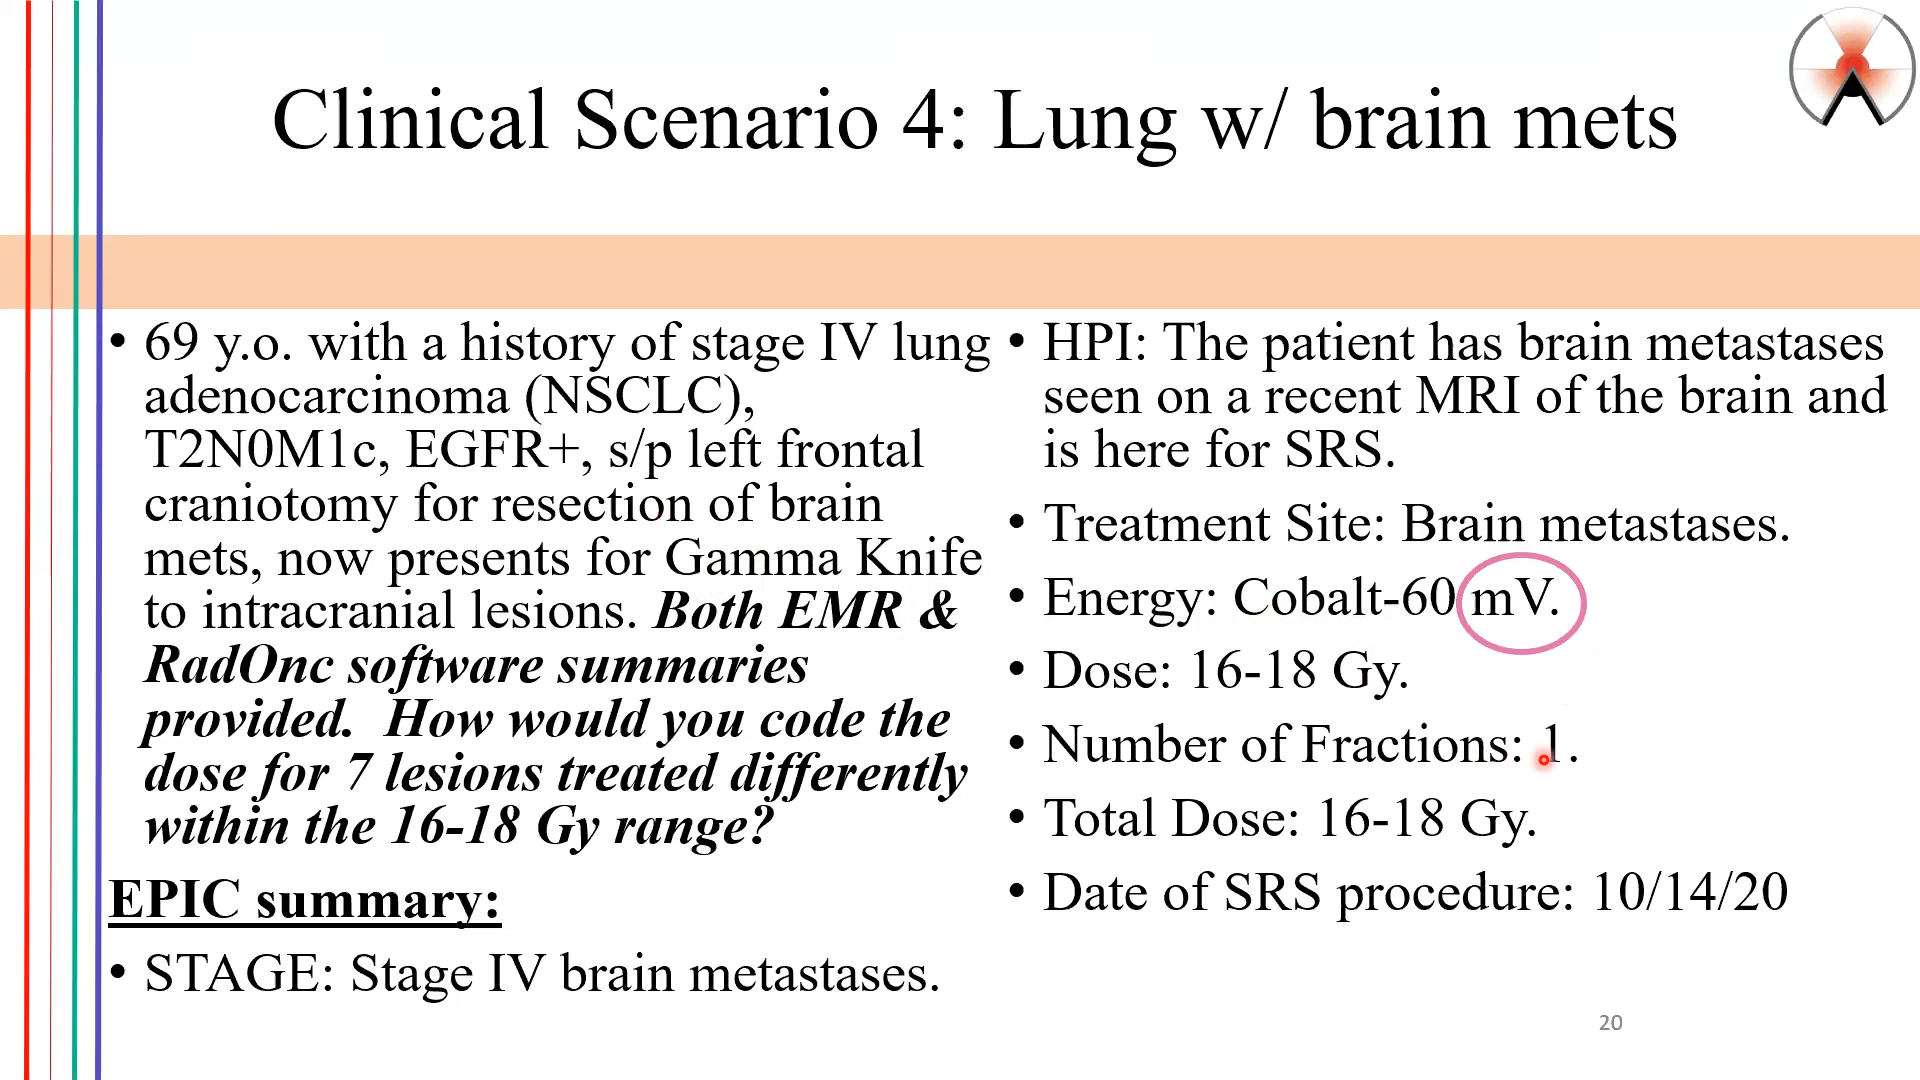 Clinical Scenario 4: Lung w/ brain mets
• 69 y.o. with a history of stage IV lung
adenocarcinoma (NSCLC),
T2N0M1c, EGFR+, s/p left frontal
craniotomy for resection of brain
mets, now presents for Gamma Knife
to intracranial lesions. Both EMR &
RadOnc software summaries
provided.  How would you code the
dose for 7 lesions treated differently
within the 16-18 Gy range?
EPIC summary:
• STAGE: Stage IV brain metastases.
• HPI: The patient has brain metastases
seen on a recent MRI of the brain and
is here for SRS.
• Treatment Site: Brain metastases.
• Energy: Cobalt-60 mV.
• Dose: 16-18 Gy.
• Number of Fractions: 1.
• Total Dose: 16-18 Gy.
• Date of SRS procedure: 10/14/20
20